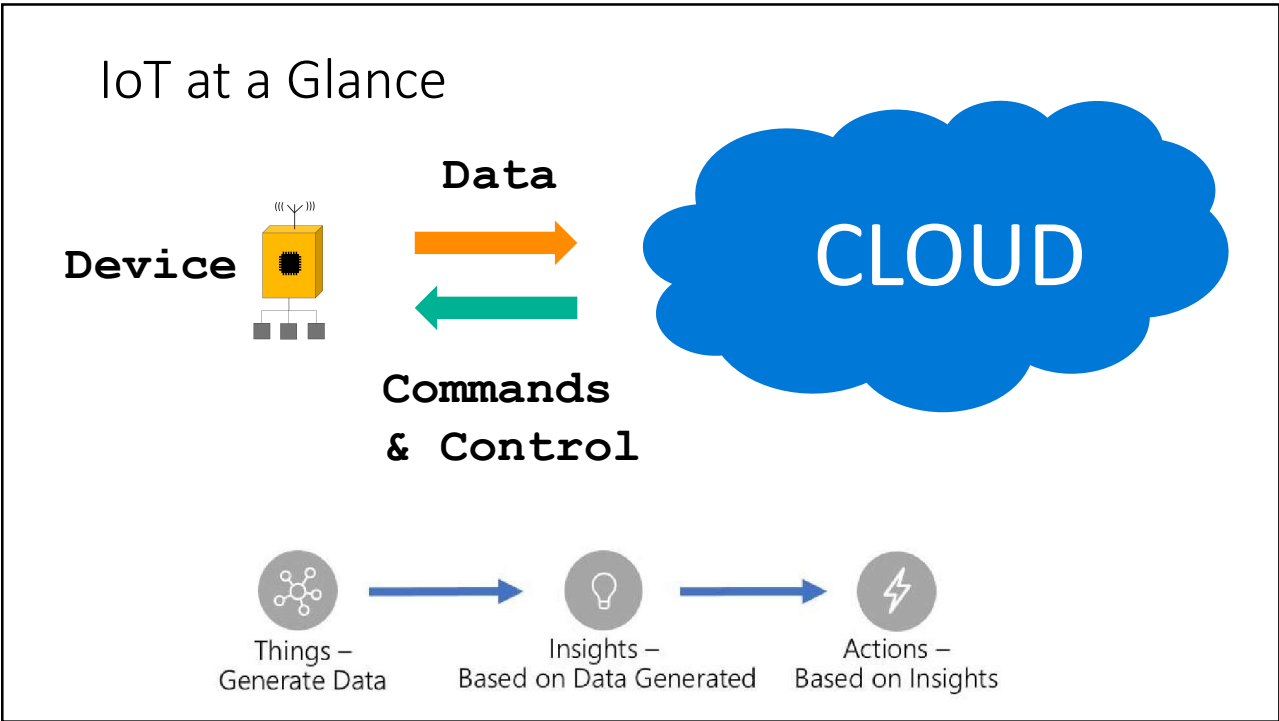 IoT at a Glance
Data
Device
CLOUD
Commands
& Control
Things –
Generate Data
Insights –
Based on Data Generated
Actions –
Based on Insights